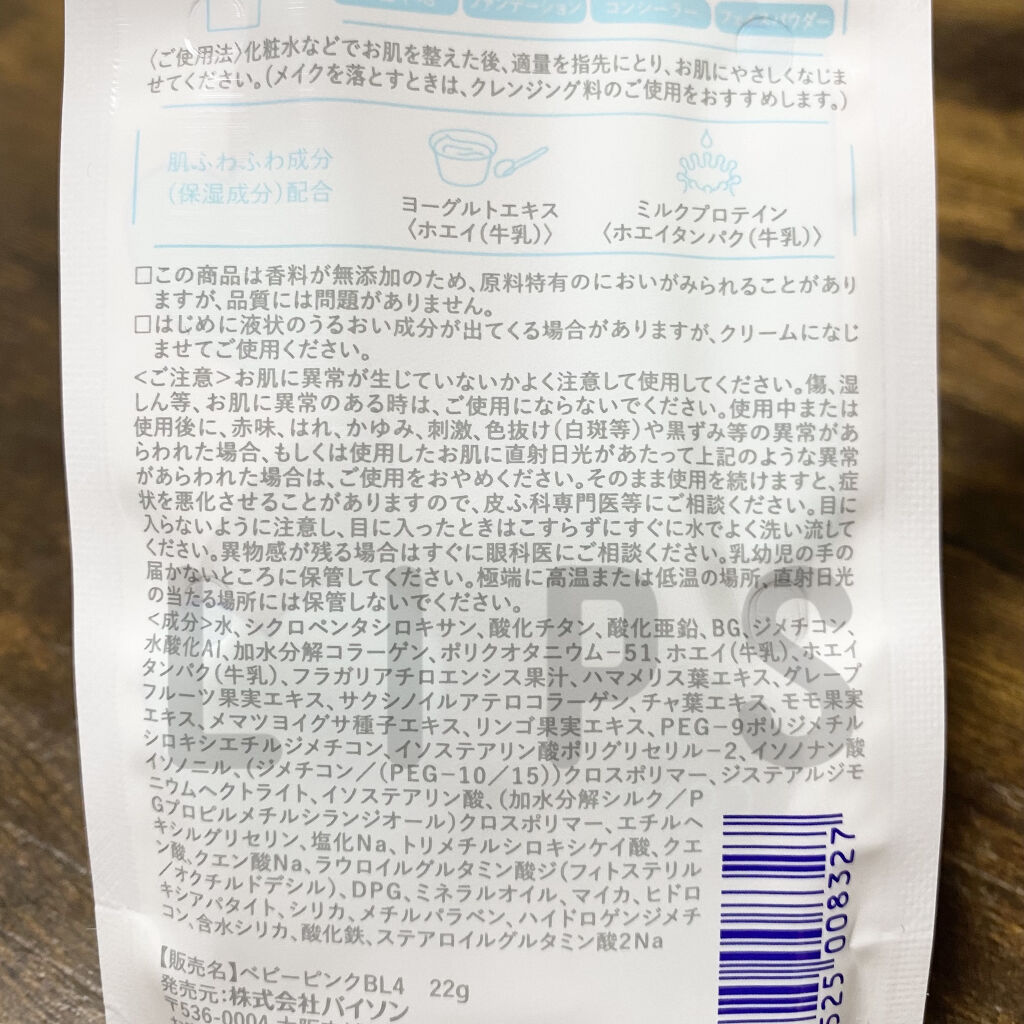 ファンデーション
コンシーラー
〈ご使用法〉化粧水などでお肌を整えた後、適量を指先にとり、お肌にやさしくなじま
せてください。(メイクを落とすときは、クレンジング料のご使用をおすすめします。)
肌ふわふわ成分
(保湿成分)配合
ヨーグルトエキス
〈ホエイ(牛乳)〉
ミルクプロテイン
〈ホエイタンパク(牛乳)〉
□この商品は香料が無添加のため、原料特有のにおいがみられることがあり
ますが、品質には問題がありません。
□はじめに液状のうるおい成分が出てくる場合がありますが、クリームになじ
ませてご使用ください。
<ご注意>お肌に異常が生じていないかよく注意して使用してください。傷、湿
しん等、お肌に異常のある時は、ご使用にならないでください。使用中または
使用後に、赤味、はれ、かゆみ、刺激、色抜け(白斑等)や黒ずみ等の異常があ
らわれた場合、もしくは使用したお肌に直射日光があたって上記のような異常
があらわれた場合は、ご使用をおやめください。そのまま使用を続けますと、症
状を悪化させることがありますので、皮ふ科専門医等にご相談ください。目に
入らないように注意し、目に入ったときはこすらずにすぐに水でよく洗い流して
ください。異物感が残る場合はすぐに眼科医にご相談ください。乳幼児の手の
届かないところに保管してください。極端に高温または低温の場所、直射日光
の当たる場所には保管しないでください。
<成分>水、シクロペンタシロキサン、酸化チタン、酸化亜鉛、BG、ジメチコン、
水酸化Al、加水分解コラーゲン、ポリクオタニウム-51、ホエイ(牛乳)、ホエイ
タンパク(牛乳)、フラガリアチロエンシス果汁、ハマメリス葉エキス、グレープ
フルーツ果実エキス、サクシノイルアテロコラーゲン、チャ葉エキス、モモ果実
エキス、メマツヨイグサ種子エキス、リンゴ果実エキス、PEG-9ポリジメチル
シロキシエチルジメチコン、イソステアリン酸ポリグリセリル-2、イソノナン酸
イソノニル、(ジメチコン/(PEG-10/15))クロスポリマー、ジステアルジモ
ニウムヘクトライト、イソステアリン酸、(加水分解シルク/P
Gプロピルメチルシランジオール)クロスポリマー、エチルヘ
キシルグリセリン、塩化Na、トリメチルシロキシケイ酸、クエ
ン酸、クエン酸Na、ラウロイルグルタミン酸ジ(フィトステリル
/オクチルドデシル)、DPG、ミネラルオイル、マイカ、ヒドロ
キシアパタイト、シリカ、メチルパラベン、ハイドロゲンジメチ
コン、含水シリカ、酸化鉄、ステアロイルグルタミン酸2Na
【販売名】ベビーピンクBL4 22g
発売元:株式会社バイソン
〒536-0004
525 008327
LIPS